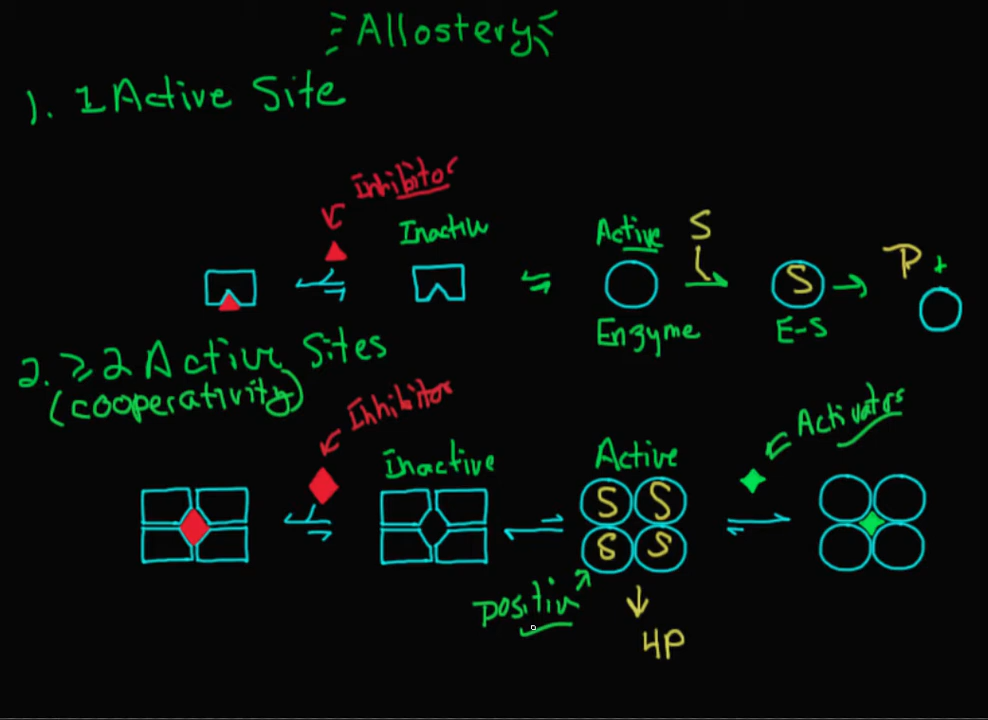 Allostery
1. 1 Active Site
Inhibitor
Inactive
Active
S
Enzyme
S
E-S
P +
2. ≥2 Active Sites
(cooperativity)
Inhibitor
Inactive
Active
Activators
S S
S S
positive
4P